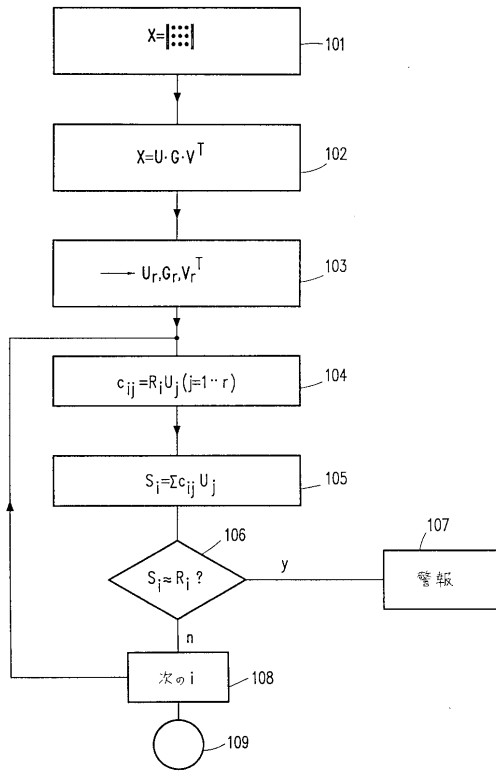 X=[:::]
101
X=U·G·V^T
102
→ U_r,G_r,V_r^T
103
c_ij=R_iU_j(j=1··r)
104
S_i=Σc_ijU_j
105
106
S_i≈R_i?
y
107
警報
n
次のi
108
109